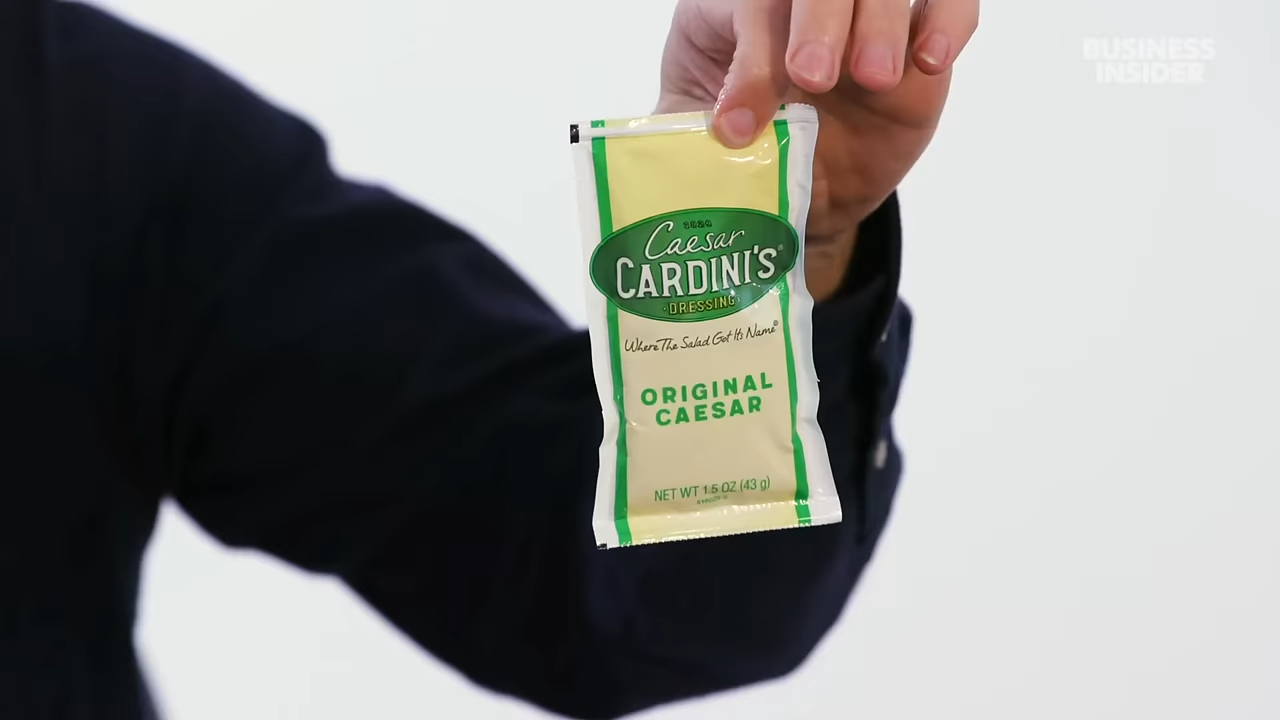 BUSINESS
INSIDER
1924
Caesar
CARDINI'S®
·DRESSING·
Where The Salad Got Its Name®
ORIGINAL
CAESAR
NET WT 1.5 OZ (43 g)